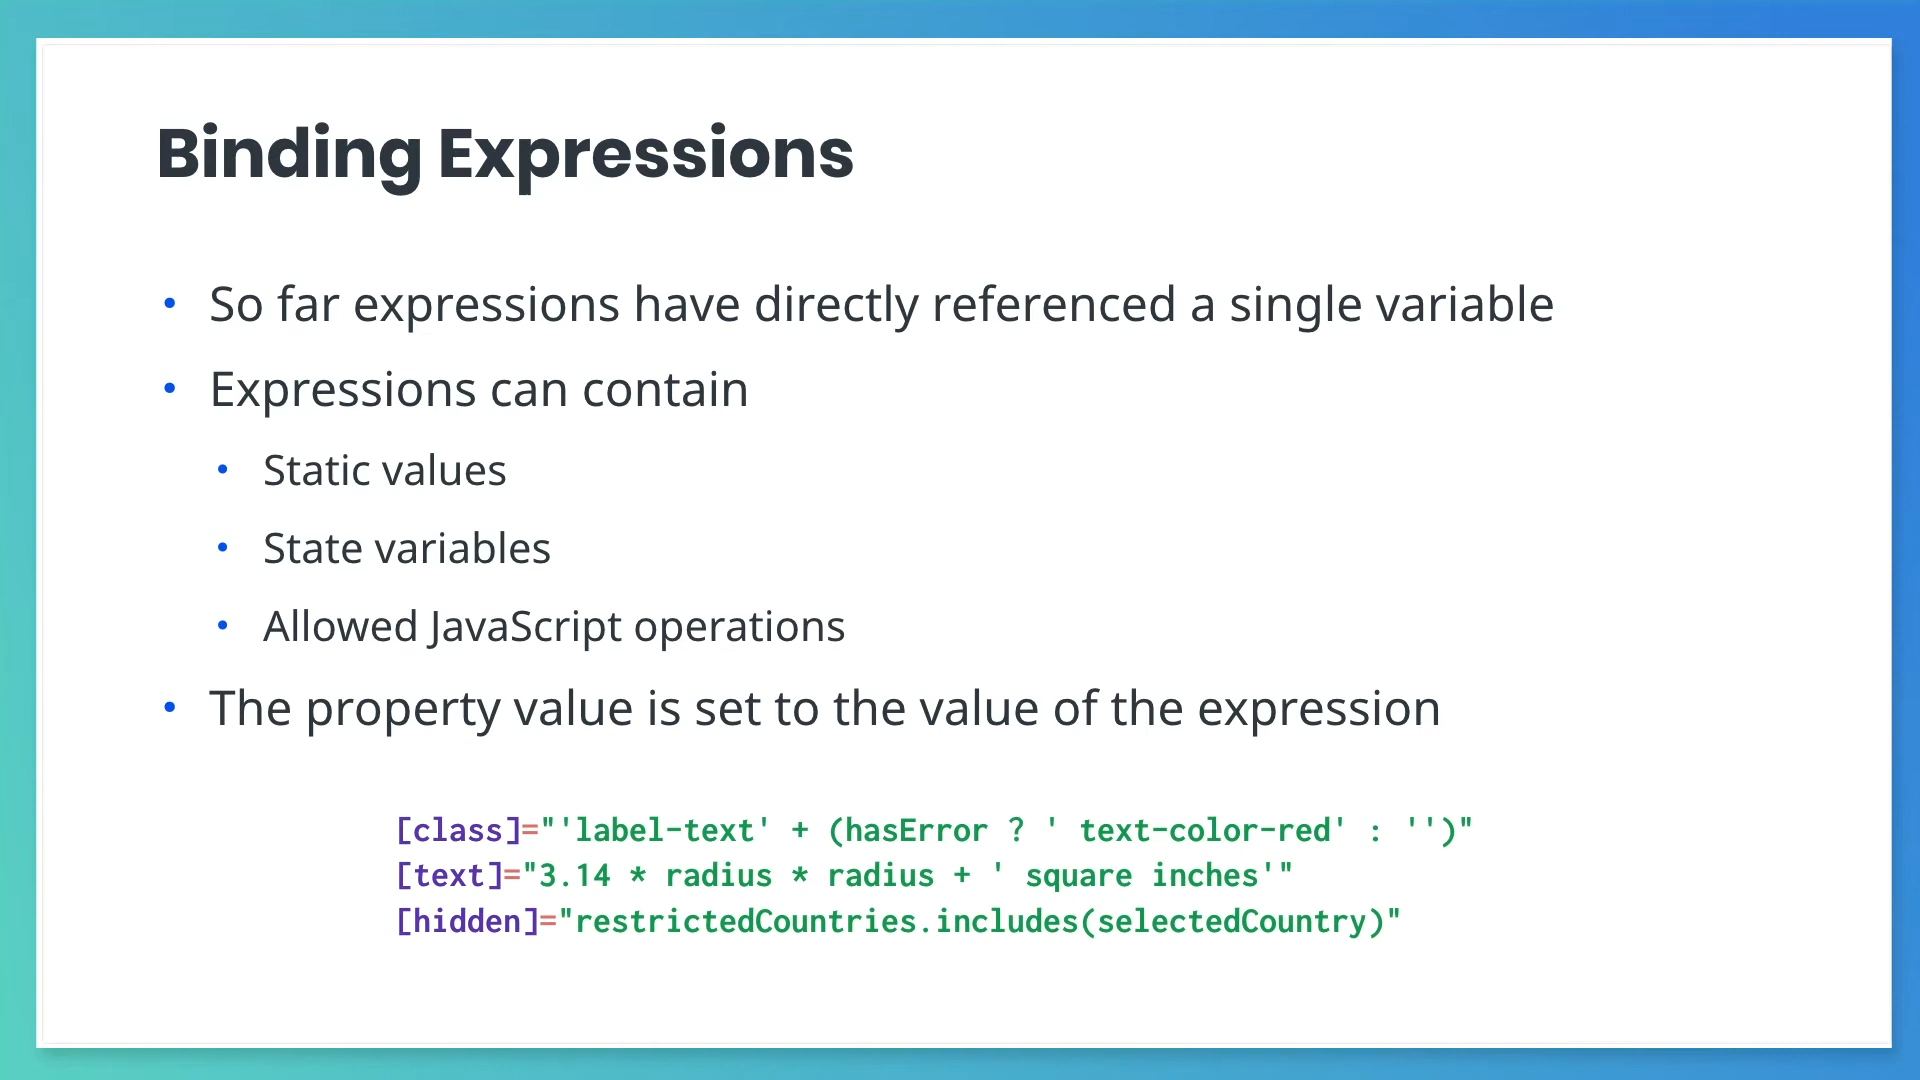 Binding Expressions
• So far expressions have directly referenced a single variable
• Expressions can contain
• Static values
• State variables
• Allowed JavaScript operations
• The property value is set to the value of the expression
[class]="'label-text' + (hasError ? ' text-color-red' : '')"
[text]="3.14 * radius * radius + ' square inches'"
[hidden]="restrictedCountries.includes(selectedCountry)"